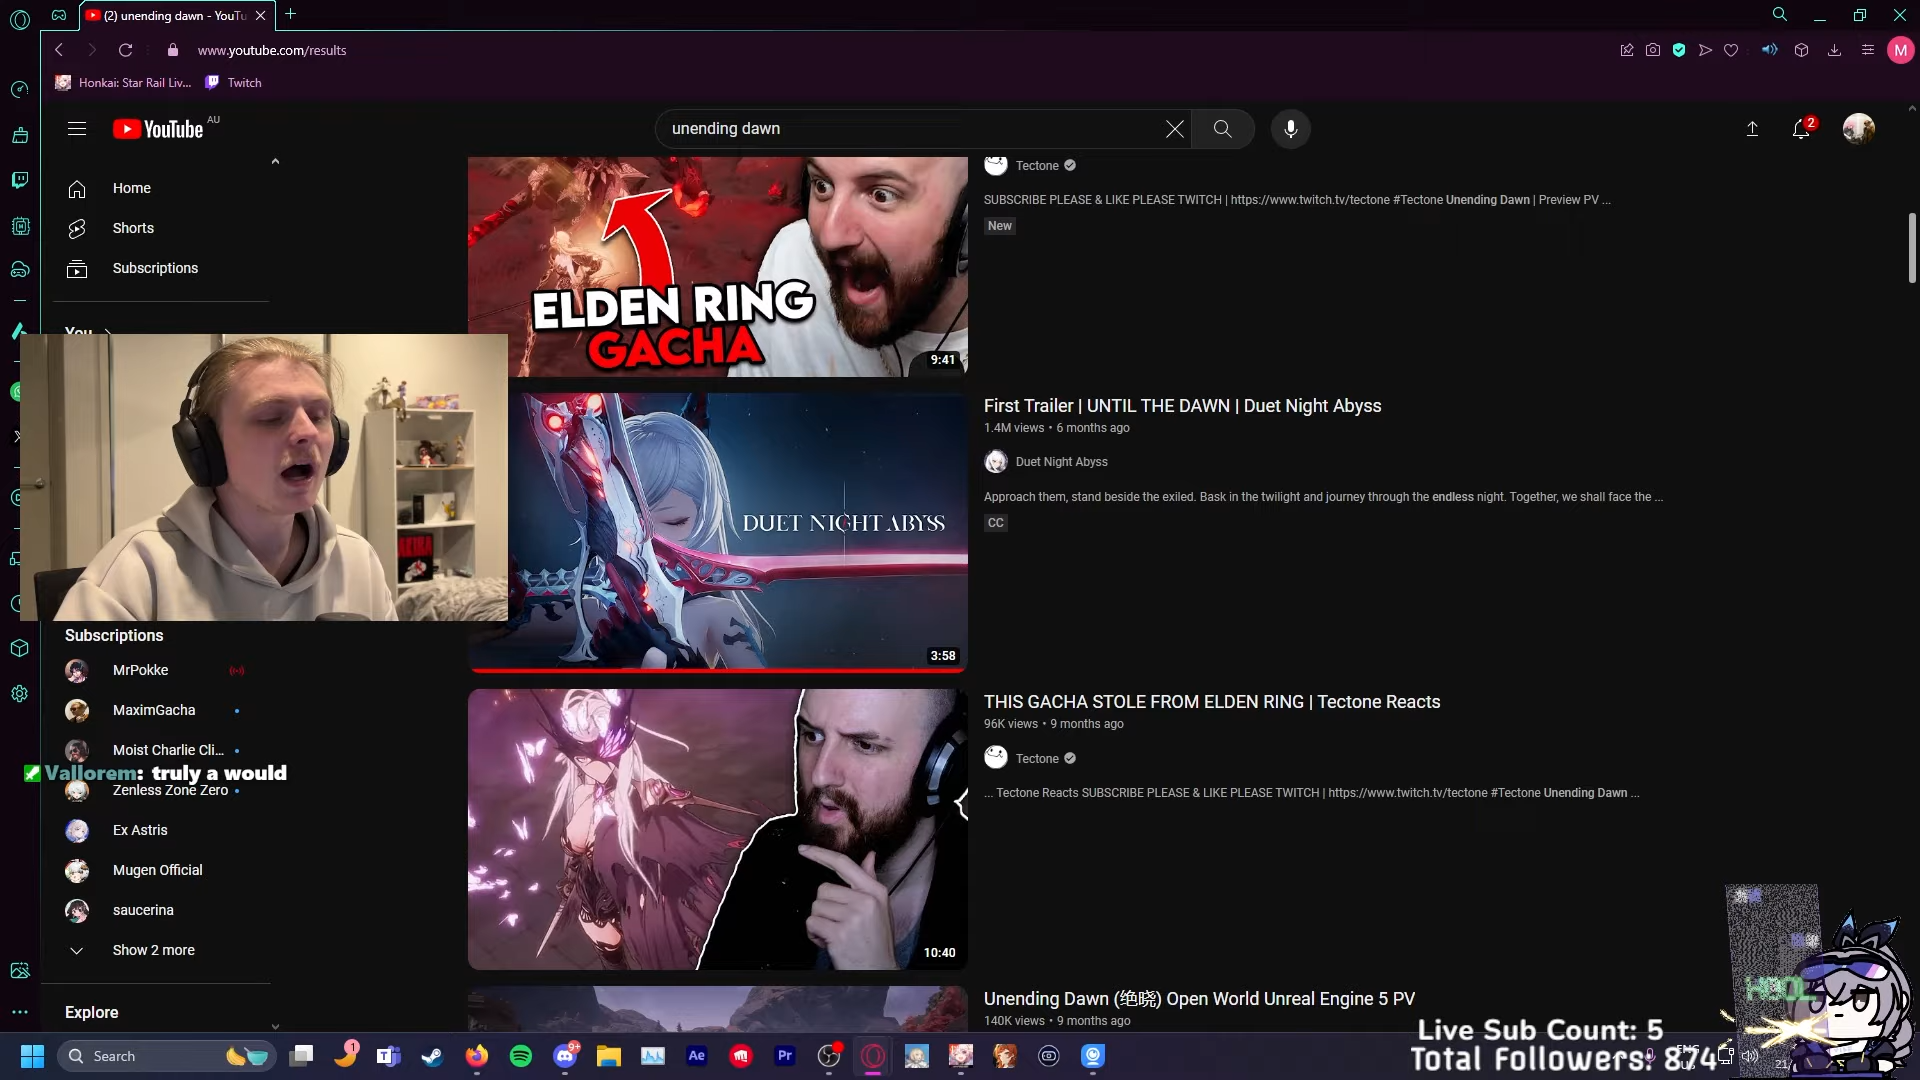 (2) unending dawn - YouTu
www.youtube.com/results
M
Honkai: Star Rail Liv...
Twitch
YouTube
AU
unending dawn
2
Home
Shorts
Subscriptions
You
Subscriptions
MrPokke
MaximGacha
Moist Charlie Cli...
Vallorem: truly a would
Zenless Zone Zero
Ex Astris
Mugen Official
saucerina
Show 2 more
Explore
ELDEN RING
GACHA
9:41
Tectone
SUBSCRIBE PLEASE & LIKE PLEASE TWITCH | https://www.twitch.tv/tectone #Tectone Unending Dawn | Preview PV ...
New
DUET NIGHT ABYSS
3:58
First Trailer | UNTIL THE DAWN | Duet Night Abyss
1.4M views • 6 months ago
Duet Night Abyss
Approach them, stand beside the exiled. Bask in the twilight and journey through the endless night. Together, we shall face the ...
CC
10:40
THIS GACHA STOLE FROM ELDEN RING | Tectone Reacts
96K views • 9 months ago
Tectone
... Tectone Reacts SUBSCRIBE PLEASE & LIKE PLEASE TWITCH | https://www.twitch.tv/tectone #Tectone Unending Dawn ...
Unending Dawn (绝晓) Open World Unreal Engine 5 PV
140K views • 9 months ago
Live Sub Count: 5
Total Followers: 874
Search
1
9+
Ae
Pr
ENG